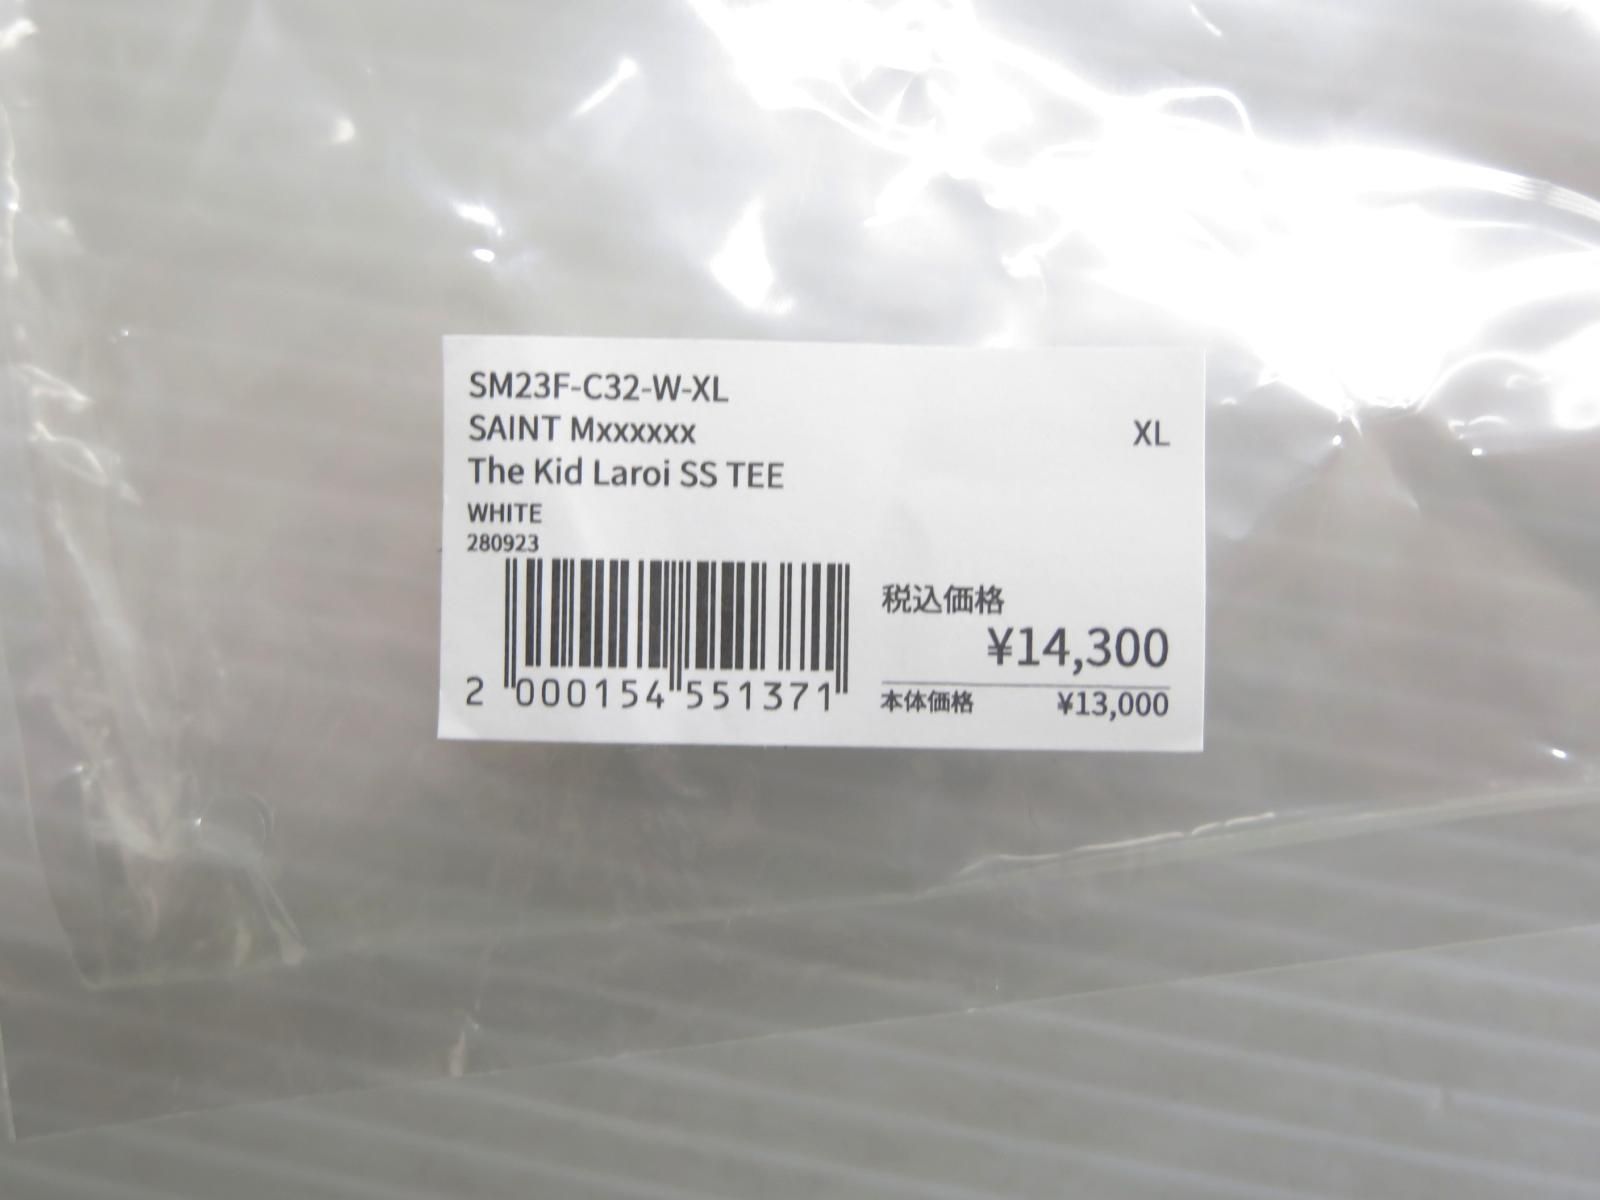 SM23F-C32-W-XL
SAINT Mxxxxxx
XL
The Kid Laroi SS TEE
WHITE
280923
税込価格
¥14,300
本体価格 ¥13,000
2 000154 551371